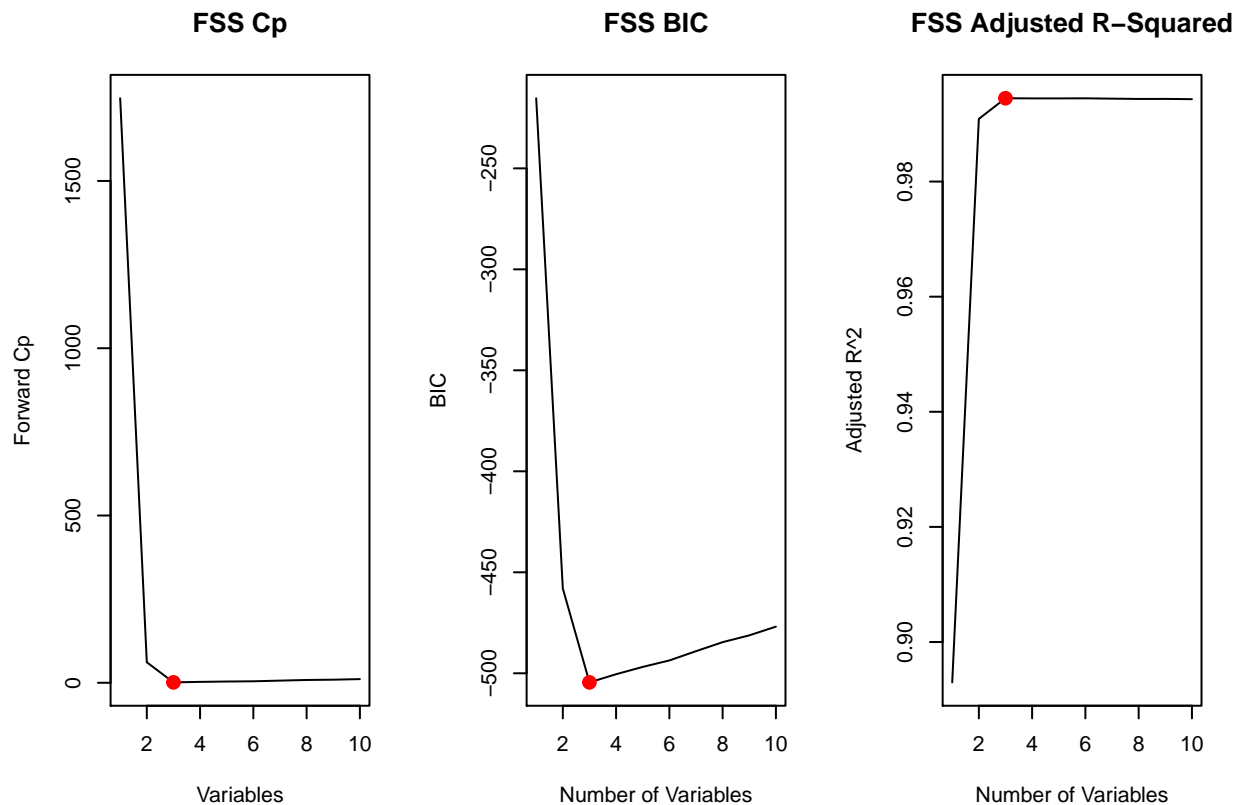 FSS Cp
FSS BIC
FSS Adjusted R−Squared
Forward Cp
1500
1000
500
0
2 4 6 8 10
Variables
BIC
−250
−300
−350
−400
−450
−500
2 4 6 8 10
Number of Variables
Adjusted R^2
0.98
0.96
0.94
0.92
0.90
2 4 6 8 10
Number of Variables